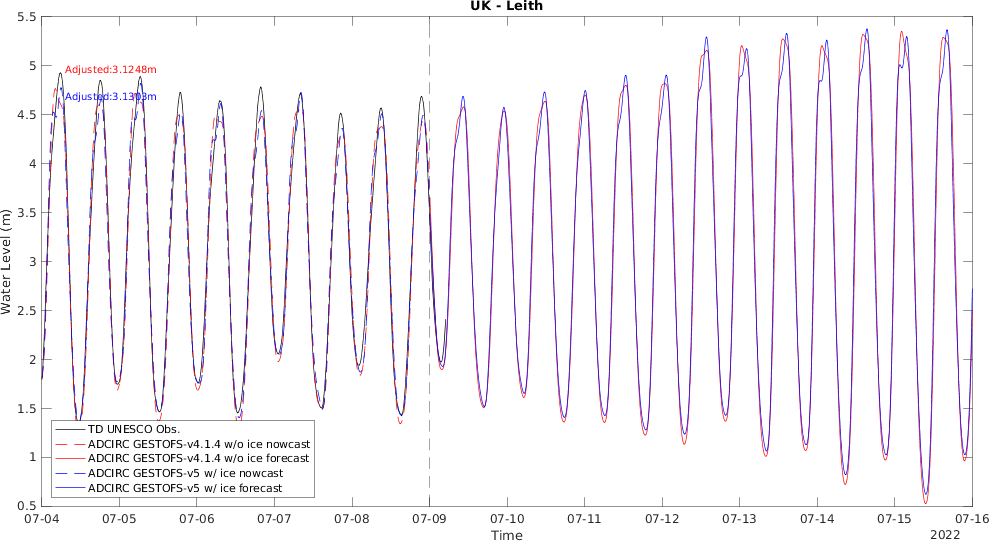 UK - Leith
5.5
5
4.5
4
3.5
3
2.5
2
1.5
1
0.5
Water Level (m)
Adjusted:3.1248m
Adjusted:3.1303m
TD UNESCO Obs.
ADCIRC GESTOFS-v4.1.4 w/o ice nowcast
ADCIRC GESTOFS-v4.1.4 w/o ice forecast
ADCIRC GESTOFS-v5 w/ ice nowcast
ADCIRC GESTOFS-v5 w/ ice forecast
07-04 07-05 07-06 07-07 07-08 07-09 07-10 07-11 07-12 07-13 07-14 07-15 07-16
Time
2022